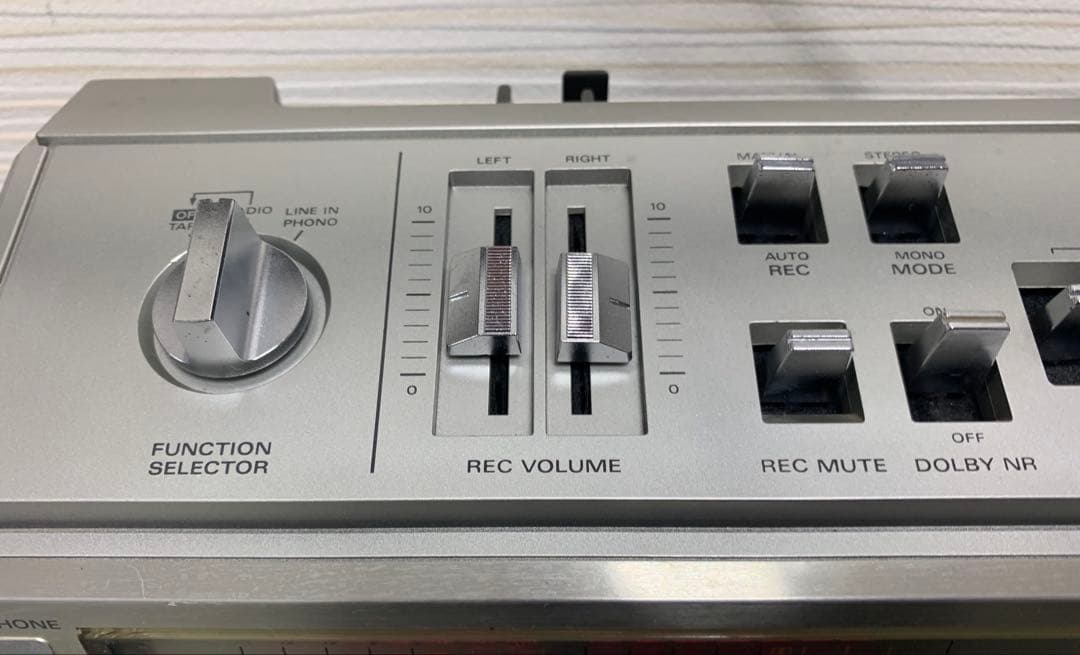 LINE IN
PHONO
FUNCTION
SELECTOR
LEFT
RIGHT
10
10
0
0
REC VOLUME
AUTO
REC
MONO
MODE
ON
OFF
REC MUTE
DOLBY NR